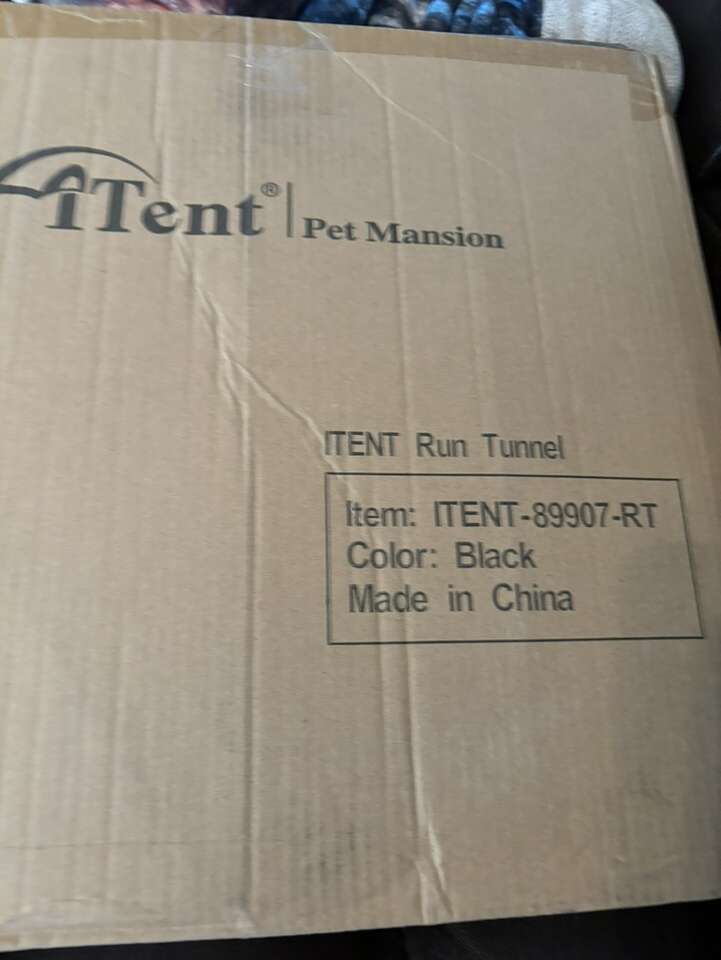 iTent® | Pet Mansion
ITENT Run Tunnel
Item: ITENT-89907-RT
Color: Black
Made in China